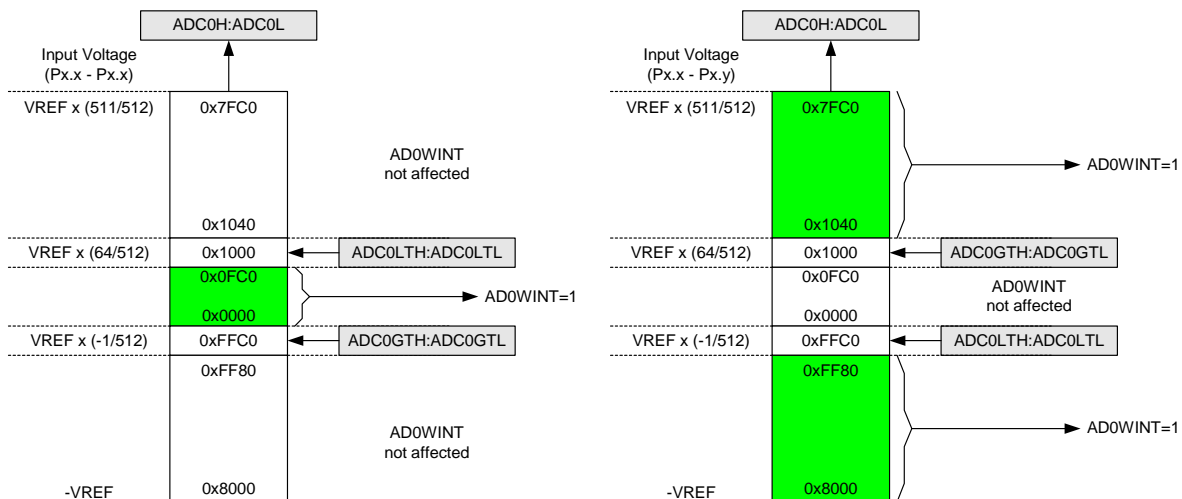 ADC0H:ADC0L
Input Voltage
(Px.x - Px.x)
VREF x (511/512)
0x7FC0
AD0WINT
not affected
0x1040
VREF x (64/512)
0x1000
ADC0LTH:ADC0LTL
0x0FC0
AD0WINT=1
0x0000
VREF x (-1/512)
0xFFC0
ADC0GTH:ADC0GTL
0xFF80
AD0WINT
not affected
-VREF
0x8000
ADC0H:ADC0L
Input Voltage
(Px.x - Px.y)
VREF x (511/512)
0x7FC0
AD0WINT=1
0x1040
VREF x (64/512)
0x1000
ADC0GTH:ADC0GTL
0x0FC0
AD0WINT
not affected
0x0000
VREF x (-1/512)
0xFFC0
ADC0LTH:ADC0LTL
0xFF80
AD0WINT=1
-VREF
0x8000